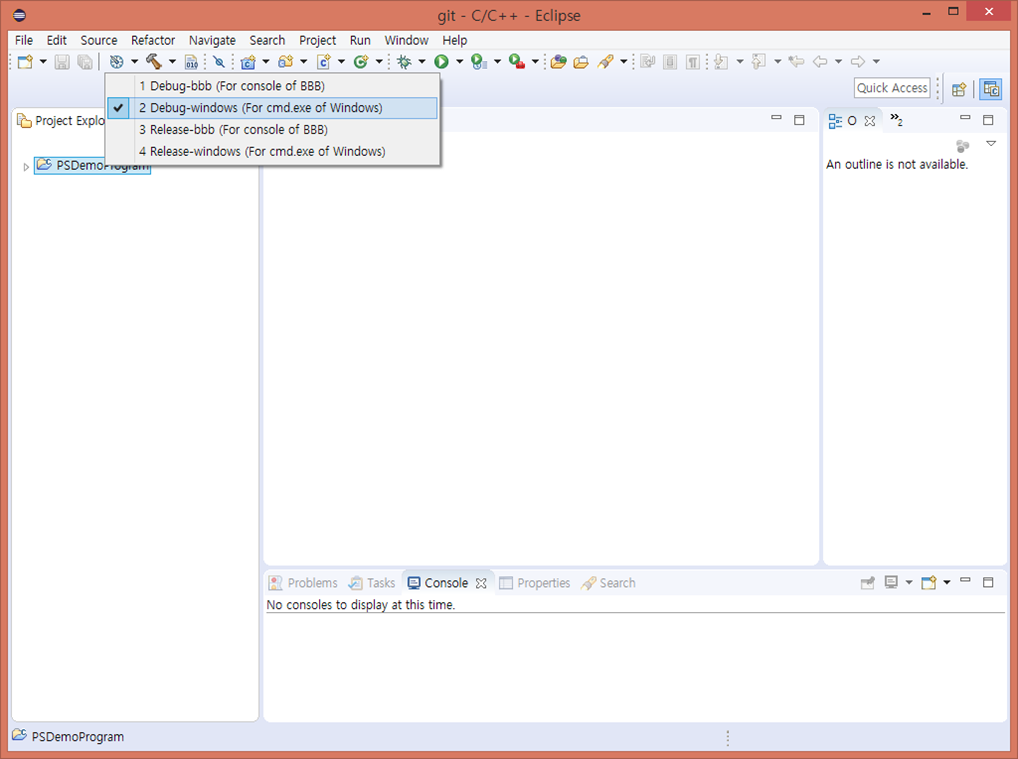 git - C/C++ - Eclipse
File Edit Source Refactor Navigate Search Project Run Window Help
010
Quick Access
1 Debug-bbb (For console of BBB)
2 Debug-windows (For cmd.exe of Windows)
3 Release-bbb (For console of BBB)
4 Release-windows (For cmd.exe of Windows)
Project Explo
PSDemoProgram
O
2
An outline is not available.
Problems Tasks Console Properties Search
No consoles to display at this time.
PSDemoProgram